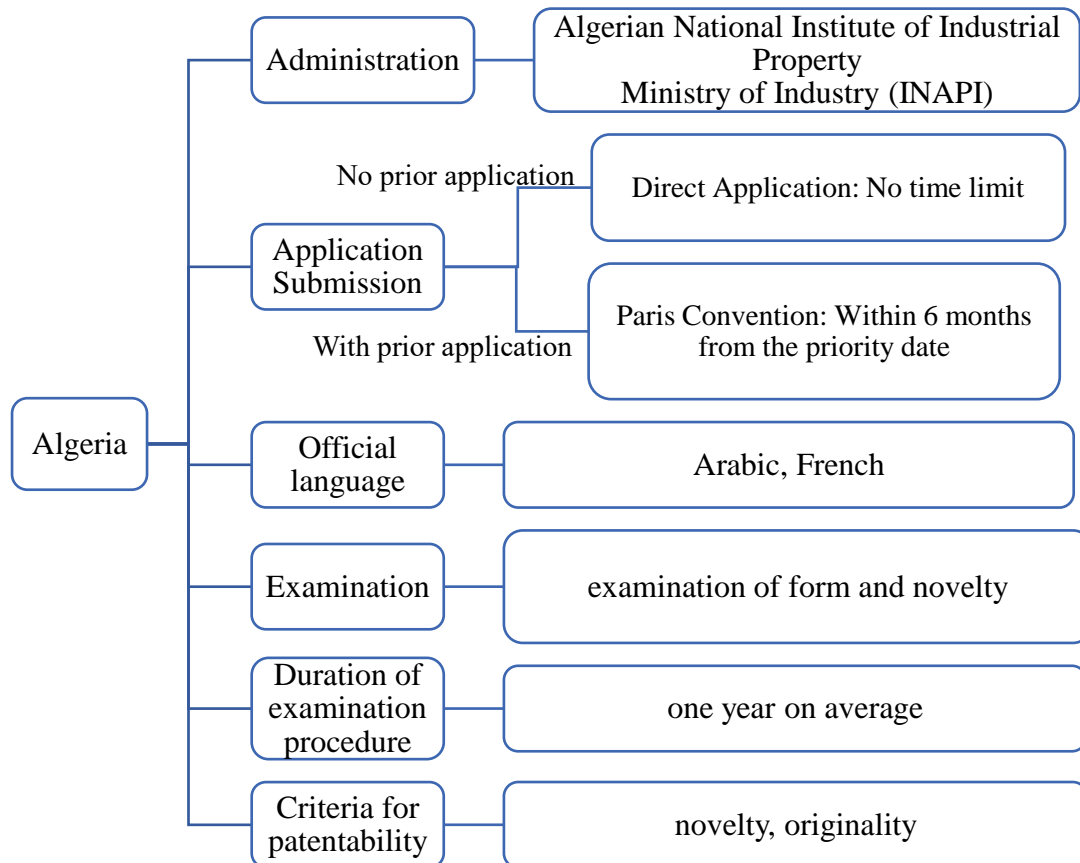 Algeria
Administration
Algerian National Institute of Industrial
Property
Ministry of Industry (INAPI)
Application
Submission
No prior application
Direct Application: No time limit
With prior application
Paris Convention: Within 6 months
from the priority date
Official
language
Arabic, French
Examination
examination of form and novelty
Duration of
examination
procedure
one year on average
Criteria for
patentability
novelty, originality